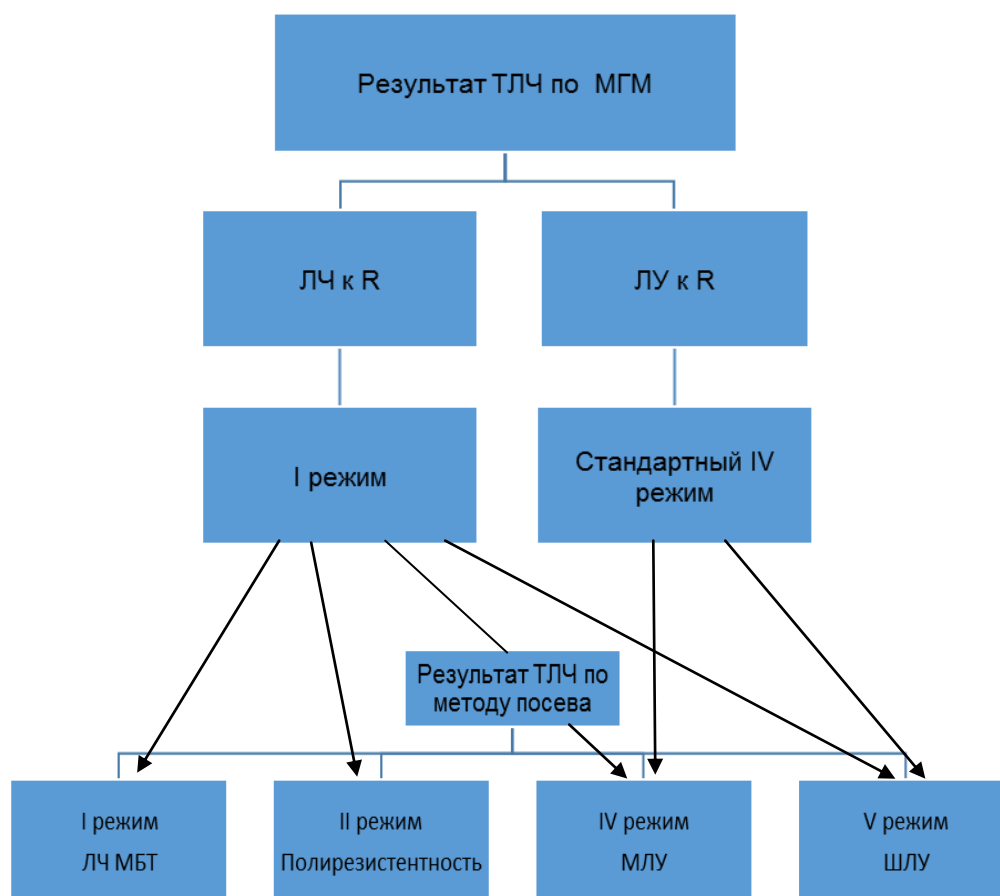 Результат ТЛЧ по МГМ
ЛЧ к R
ЛУ к R
I режим
Стандартный IV
режим
Результат ТЛЧ по
методу посева
I режим
ЛЧ МБТ
II режим
Полирезистентность
IV режим
МЛУ
V режим
ШЛУ